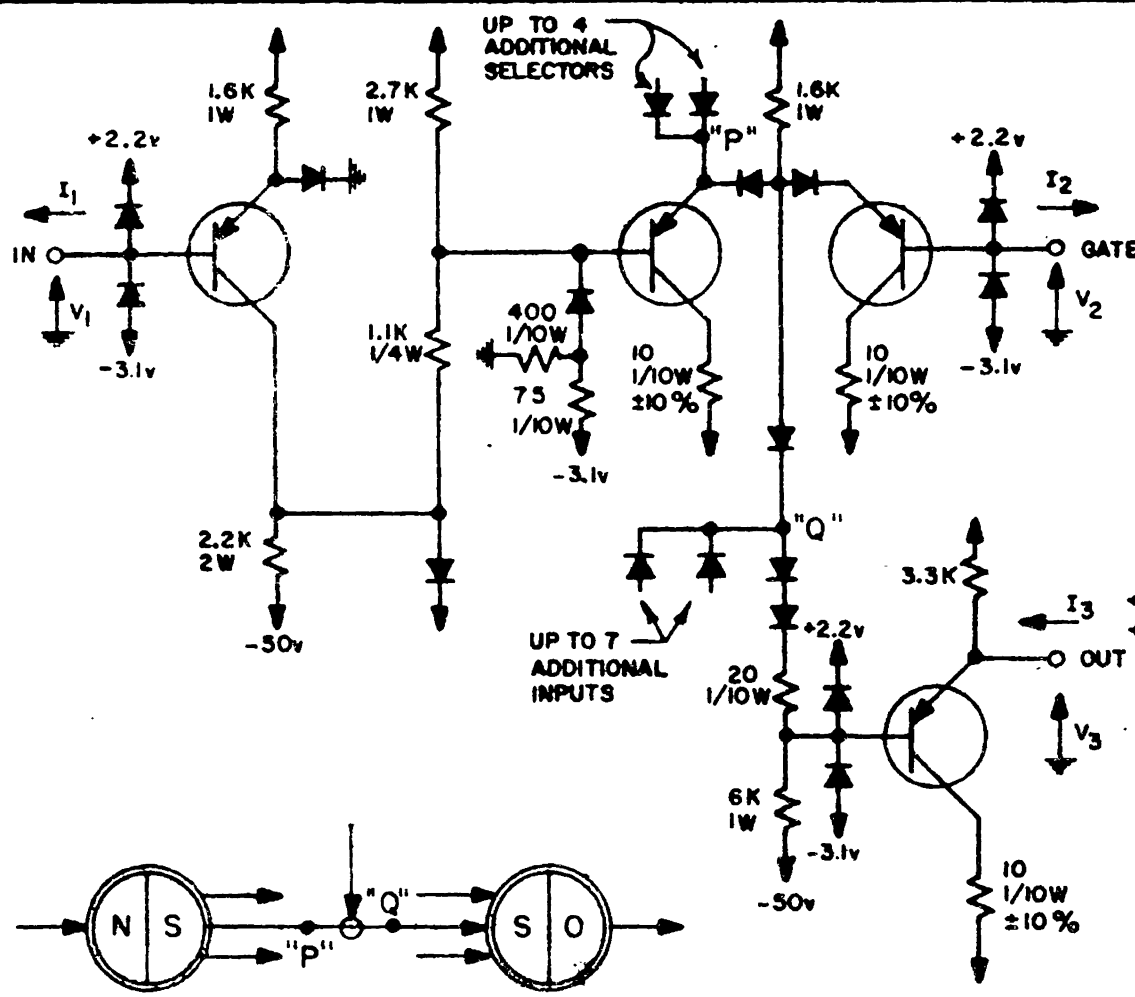 UP TO 4
ADDITIONAL
SELECTORS
1.6K
1W
2.7K
1W
"P"
1.6K
1W
+2.2v
+2.2v
I1
I2
IN
GATE
V1
400
1/10W
V2
-3.1v
1.1K
1/4W
10
1/10W
±10%
10
1/10W
±10%
-3.1v
75
1/10W
-3.1v
"Q"
2.2K
2W
3.3K
-50v
UP TO 7
ADDITIONAL
INPUTS
+2.2v
I3
OUT
20
1/10W
V3
6K
1W
-3.1v
-50v
10
1/10W
±10%
N S
"P"
"Q"
S O